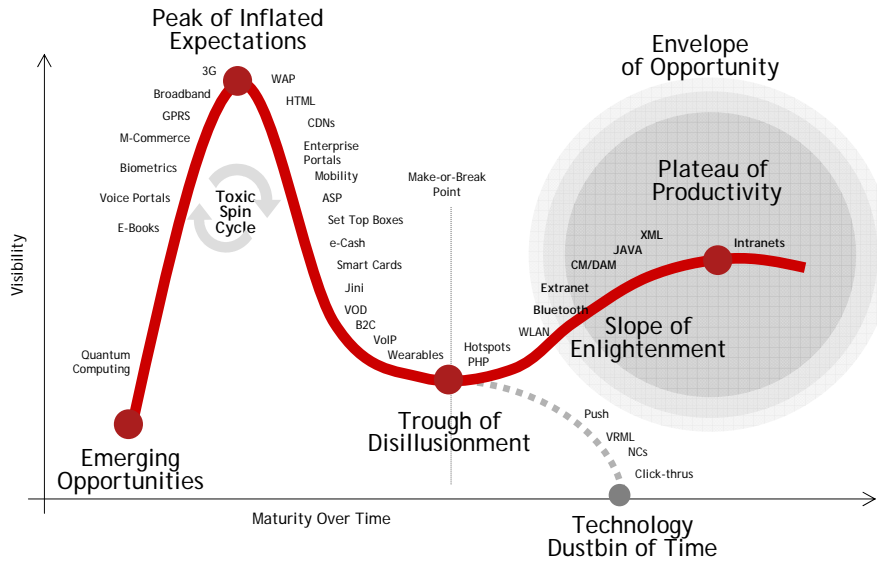 Peak of Inflated
Expectations
Envelope
of Opportunity
3G
WAP
Broadband
HTML
GPRS
CDNs
M-Commerce
Enterprise
Portals
Biometrics
Mobility
Make-or-Break
Point
Plateau of
Productivity
Voice Portals
Toxic
Spin
Cycle
ASP
E-Books
Set Top Boxes
e-Cash
XML
Intranets
JAVA
Smart Cards
CM/DAM
Jini
Extranet
VOD
Bluetooth
B2C
WLAN
Slope of
Enlightenment
VoIP
Hotspots
Wearables
PHP
Quantum
Computing
Visibility
Trough of
Disillusionment
Push
VRML
NCs
Click-thrus
Emerging
Opportunities
Maturity Over Time
Technology
Dustbin of Time